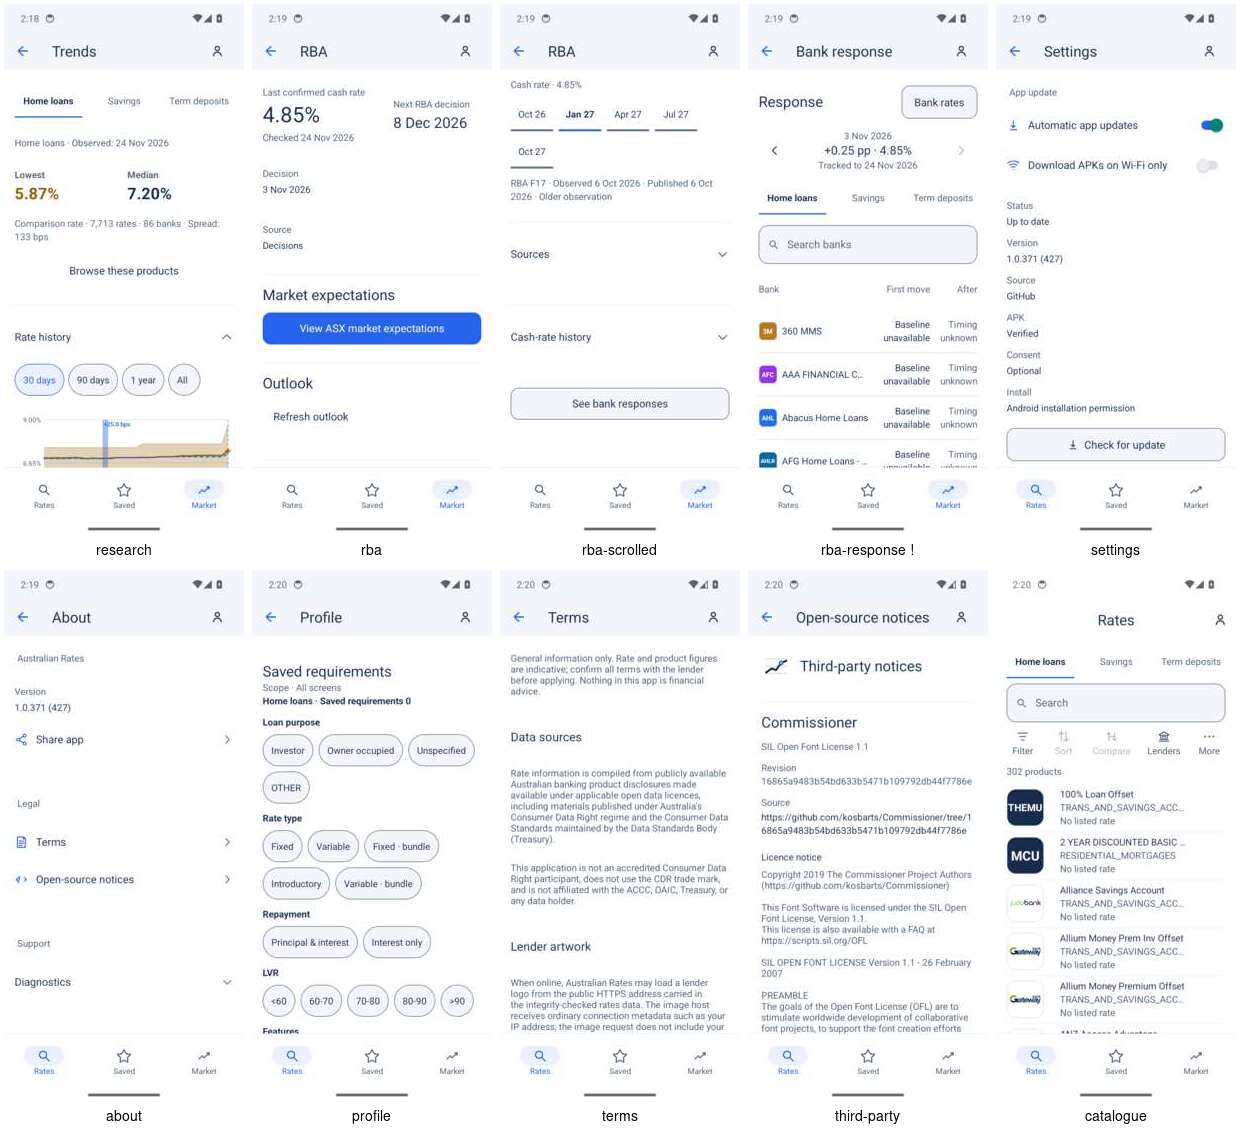 2:18
Trends
Home loans
Savings
Term deposits
Home loans · Observed: 24 Nov 2026
Lowest
Median
5.87%
7.20%
Comparison rate · 7,713 rates · 86 banks · Spread:
133 bps
Browse these products
Rate history
30 days
90 days
1 year
All
9.00%
+25.0 bps
6.85%
Rates
Saved
Market
research
2:19
RBA
Last confirmed cash rate
4.85%
Checked 24 Nov 2026
Next RBA decision
8 Dec 2026
Decision
3 Nov 2026
Source
Decisions
Market expectations
View ASX market expectations
Outlook
Refresh outlook
Rates
Saved
Market
rba
2:19
RBA
Cash rate · 4.85%
Oct 26
Jan 27
Apr 27
Jul 27
Oct 27
RBA F17 · Observed 6 Oct 2026 · Published 6 Oct
2026 · Older observation
Sources
Cash-rate history
See bank responses
Rates
Saved
Market
rba-scrolled
2:19
Bank response
Response
Bank rates
3 Nov 2026
+0.25 pp · 4.85%
Tracked to 24 Nov 2026
Home loans
Savings
Term deposits
Search banks
Bank
First move
After
3M
360 MMS
Baseline
unavailable
Timing
unknown
AFC
AAA FINANCIAL C...
Baseline
unavailable
Timing
unknown
AHL
Abacus Home Loans
Baseline
unavailable
Timing
unknown
AHLR
AFG Home Loans - ...
Baseline
unavailable
Timing
unknown
Rates
Saved
Market
rba-response !
2:19
Settings
App update
Automatic app updates
Download APKs on Wi-Fi only
Status
Up to date
Version
1.0.371 (427)
Source
GitHub
APK
Verified
Consent
Optional
Install
Android installation permission
Check for update
Rates
Saved
Market
settings
2:19
About
Australian Rates
Version
1.0.371 (427)
Share app
Legal
Terms
Open-source notices
Support
Diagnostics
Rates
Saved
Market
about
2:20
Profile
Saved requirements
Scope · All screens
Home loans · Saved requirements 0
Loan purpose
Investor
Owner occupied
Unspecified
OTHER
Rate type
Fixed
Variable
Fixed · bundle
Introductory
Variable · bundle
Repayment
Principal & interest
Interest only
LVR
<60
60-70
70-80
80-90
>90
Features
Rates
Saved
Market
profile
2:20
Terms
General information only. Rate and product figures
are indicative; confirm all terms with the lender
before applying. Nothing in this app is financial
advice.
Data sources
Rate information is compiled from publicly available
Australian banking product disclosures made
available under applicable open data licences,
including materials published under Australia's
Consumer Data Right regime and the Consumer Data
Standards maintained by the Data Standards Body
(Treasury).
This application is not an accredited Consumer Data
Right participant, does not use the CDR trade mark,
and is not affiliated with the ACCC, OAIC, Treasury, or
any data holder.
Lender artwork
When online, Australian Rates may load a lender
logo from the public HTTPS address carried in
the integrity-checked rates data. The image host
receives ordinary connection metadata such as your
IP address; the image request does not include your
Rates
Saved
Market
terms
2:20
Open-source notices
Third-party notices
Commissioner
SIL Open Font License 1.1
Revision
16865a9483b54bd633b5471b109792db44f7786e
Source
https://github.com/kosbarts/Commissioner/tree/1
6865a9483b54bd633b5471b109792db44f7786e
Licence notice
Copyright 2019 The Commissioner Project Authors
(https://github.com/kosbarts/Commissioner)
This Font Software is licensed under the SIL Open
Font License, Version 1.1.
This license is also available with a FAQ at
https://scripts.sil.org/OFL
SIL OPEN FONT LICENSE Version 1.1 - 26 February
2007
PREAMBLE
The goals of the Open Font License (OFL) are to
stimulate worldwide development of collaborative
font projects, to support the font creation efforts
Rates
Saved
Market
third-party
2:20
Rates
Home loans
Savings
Term deposits
Search
Filter
Sort
Compare
Lenders
More
302 products
THEMU
100% Loan Offset
TRANS_AND_SAVINGS_ACC...
No listed rate
MCU
2 YEAR DISCOUNTED BASIC ...
RESIDENTIAL_MORTGAGES
No listed rate
judobank
Alliance Savings Account
TRANS_AND_SAVINGS_ACC...
No listed rate
Gateway
Allium Money Prem Inv Offset
TRANS_AND_SAVINGS_ACC...
No listed rate
Gateway
Allium Money Premium Offset
TRANS_AND_SAVINGS_ACC...
No listed rate
Rates
Saved
Market
catalogue